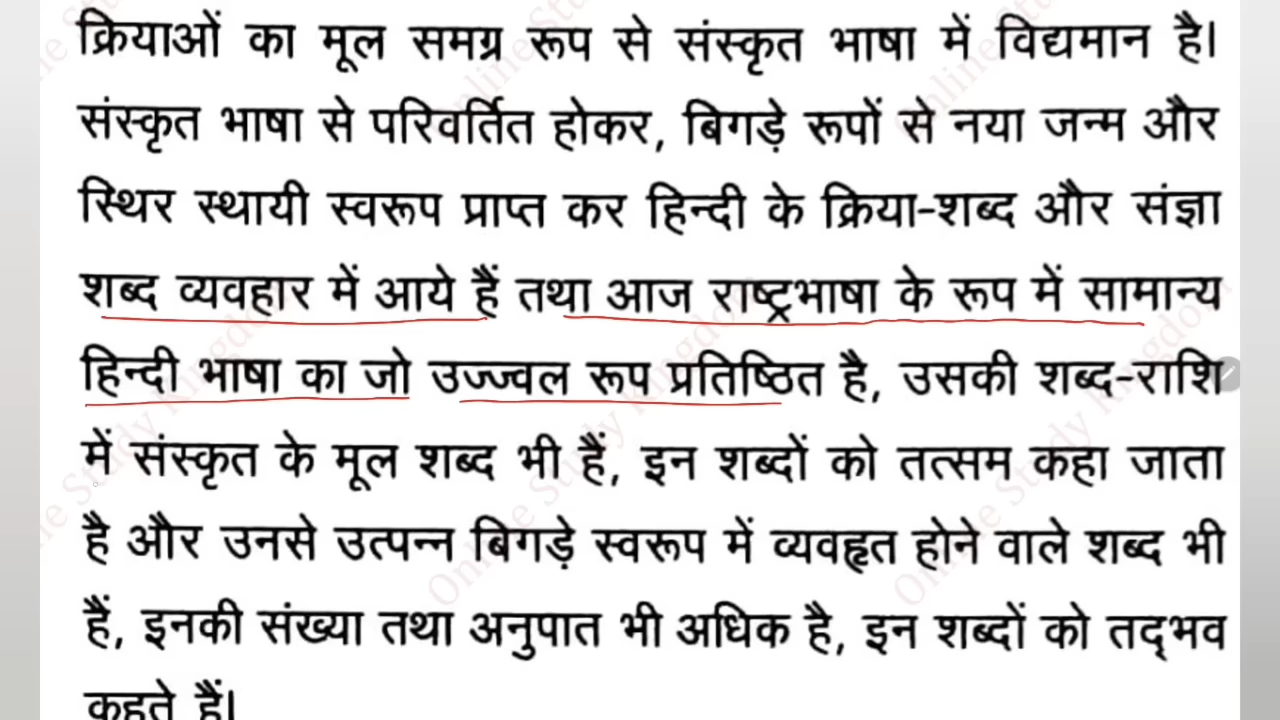 क्रियाओं का मूल समग्र रूप से संस्कृत भाषा में विद्यमान है।
संस्कृत भाषा से परिवर्तित होकर, बिगड़े रूपों से नया जन्म और
स्थिर स्थायी स्वरूप प्राप्त कर हिन्दी के क्रिया-शब्द और संज्ञा
शब्द व्यवहार में आये हैं तथा आज राष्ट्रभाषा के रूप में सामान्य
हिन्दी भाषा का जो उज्ज्वल रूप प्रतिष्ठित है, उसकी शब्द-राशि
में संस्कृत के मूल शब्द भी हैं, इन शब्दों को तत्सम कहा जाता
है और उनसे उत्पन्न बिगड़े स्वरूप में व्यवहृत होने वाले शब्द भी
हैं, इनकी संख्या तथा अनुपात भी अधिक है, इन शब्दों को तद्भव
कहते हैं।